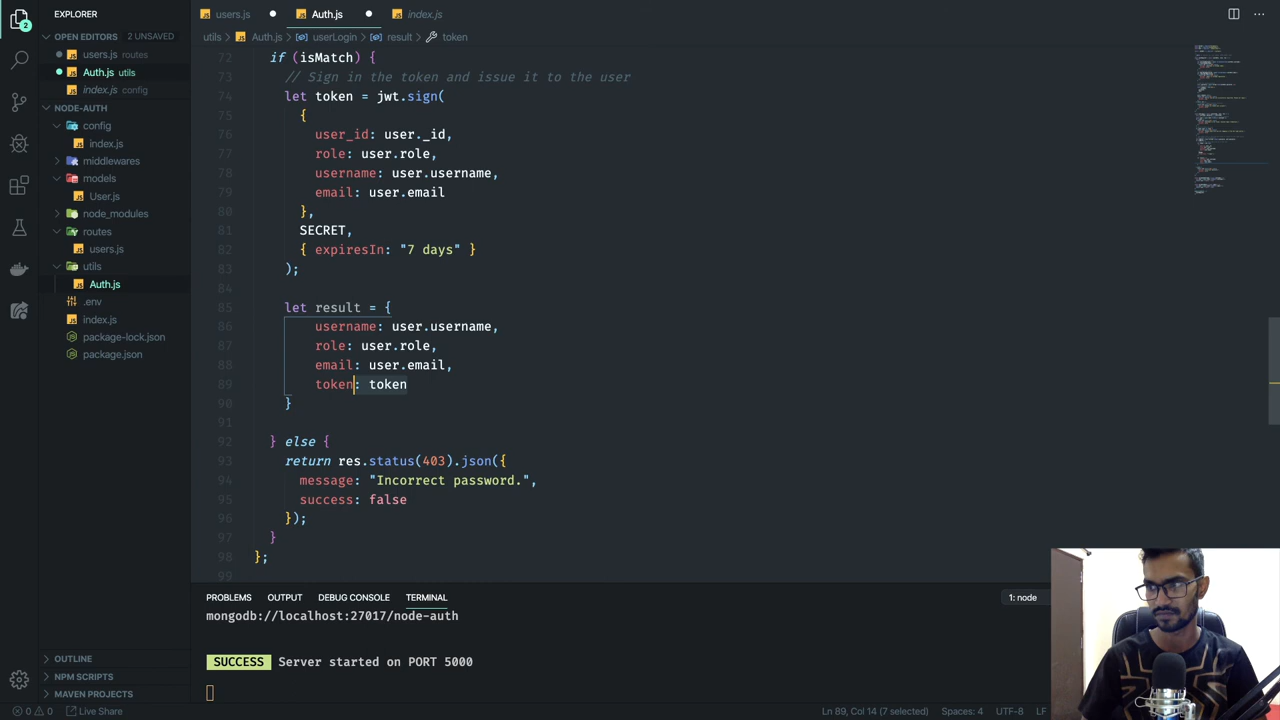 EXPLORER
users.js
Auth.js
index.js
OPEN EDITORS 2 UNSAVED
utils Auth.js userLogin result token
users.js routes
Auth.js utils
index.js config
NODE-AUTH
config
index.js
middlewares
models
User.js
node_modules
routes
users.js
utils
Auth.js
.env
index.js
package-lock.json
package.json
72 if (isMatch) {
73 // Sign in the token and issue it to the user
74 let token = jwt.sign(
75 {
76 user_id: user._id,
77 role: user.role,
78 username: user.username,
79 email: user.email
80 },
81 SECRET,
82 { expiresIn: "7 days" }
83 );
84
85 let result = {
86 username: user.username,
87 role: user.role,
88 email: user.email,
89 token: token
90 }
91
92 } else {
93 return res.status(403).json({
94 message: "Incorrect password.",
95 success: false
96 });
97 }
98 };
99
PROBLEMS OUTPUT DEBUG CONSOLE TERMINAL
1: node
mongodb://localhost:27017/node-auth
SUCCESS Server started on PORT 5000
OUTLINE
NPM SCRIPTS
MAVEN PROJECTS
2
0 0 Live Share
Ln 89, Col 14 (7 selected) Spaces: 4 UTF-8 LF